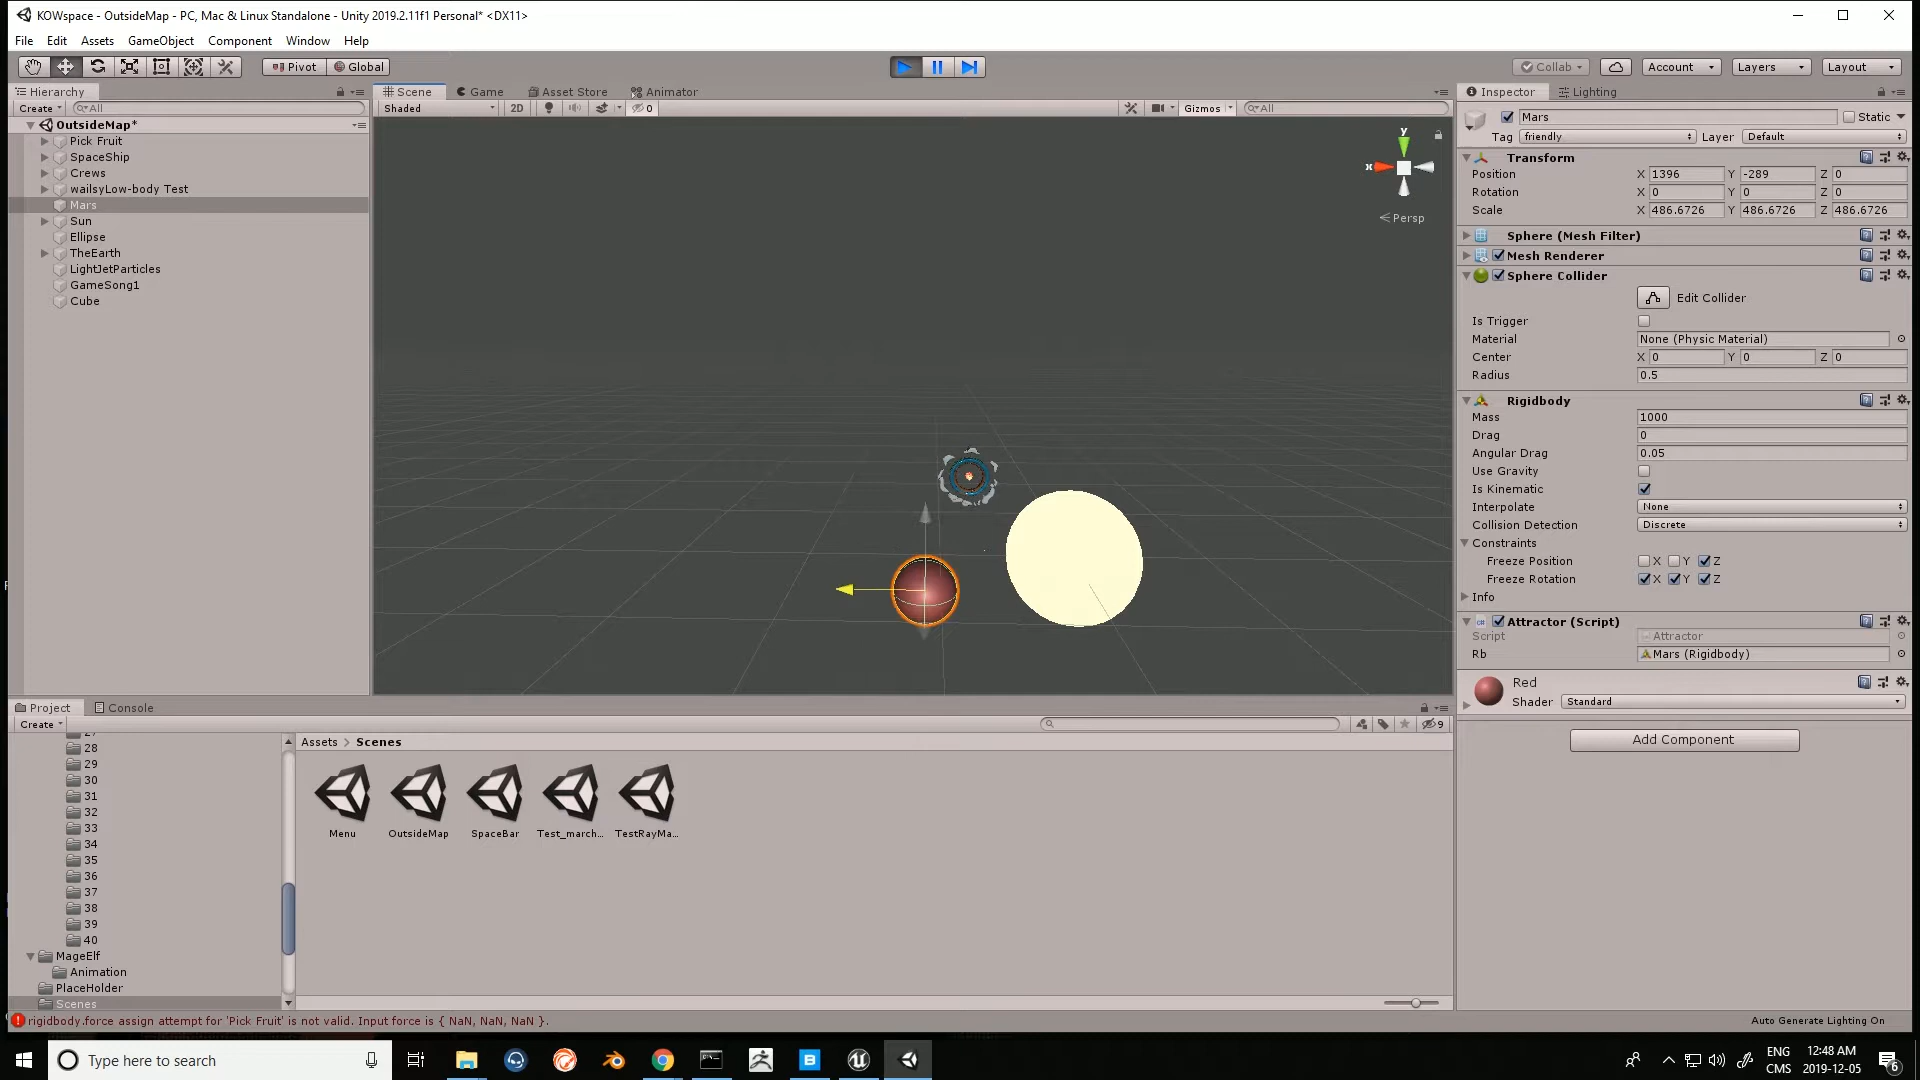 KOWspace - OutsideMap - PC, Mac & Linux Standalone - Unity 2019.2.11f1 Personal* <DX11>
File Edit Assets GameObject Component Window Help
Pivot Global Collab Account Layers Layout
Hierarchy
Create All
OutsideMap*
Pick Fruit
SpaceShip
Crews
wailsyLow-body Test
Mars
Sun
Ellipse
TheEarth
LightJetParticles
GameSong1
Cube
Scene Game Asset Store Animator
Shaded 2D 0 Gizmos All
y
x
Persp
Inspector Lighting
Mars Static
Tag friendly Layer Default
Transform
Position X 1396 Y -289 Z 0
Rotation X 0 Y 0 Z 0
Scale X 486.6726 Y 486.6726 Z 486.6726
Sphere (Mesh Filter)
Mesh Renderer
Sphere Collider
Edit Collider
Is Trigger
Material None (Physic Material)
Center X 0 Y 0 Z 0
Radius 0.5
Rigidbody
Mass 1000
Drag 0
Angular Drag 0.05
Use Gravity
Is Kinematic
Interpolate None
Collision Detection Discrete
Constraints
Freeze Position X Y Z
Freeze Rotation X Y Z
Info
Attractor (Script)
Script Attractor
Rb Mars (Rigidbody)
Red
Shader Standard
Add Component
Project Console
Create 9
28
29
30
31
32
33
34
35
36
37
38
39
40
MageElf
Animation
PlaceHolder
Scenes
Assets > Scenes
Menu OutsideMap SpaceBar Test_march... TestRayMa...
rigidbody.force assign attempt for 'Pick Fruit' is not valid. Input force is { NaN, NaN, NaN }.
Auto Generate Lighting On
Type here to search
ENG
CMS
12:48 AM
2019-12-05
6